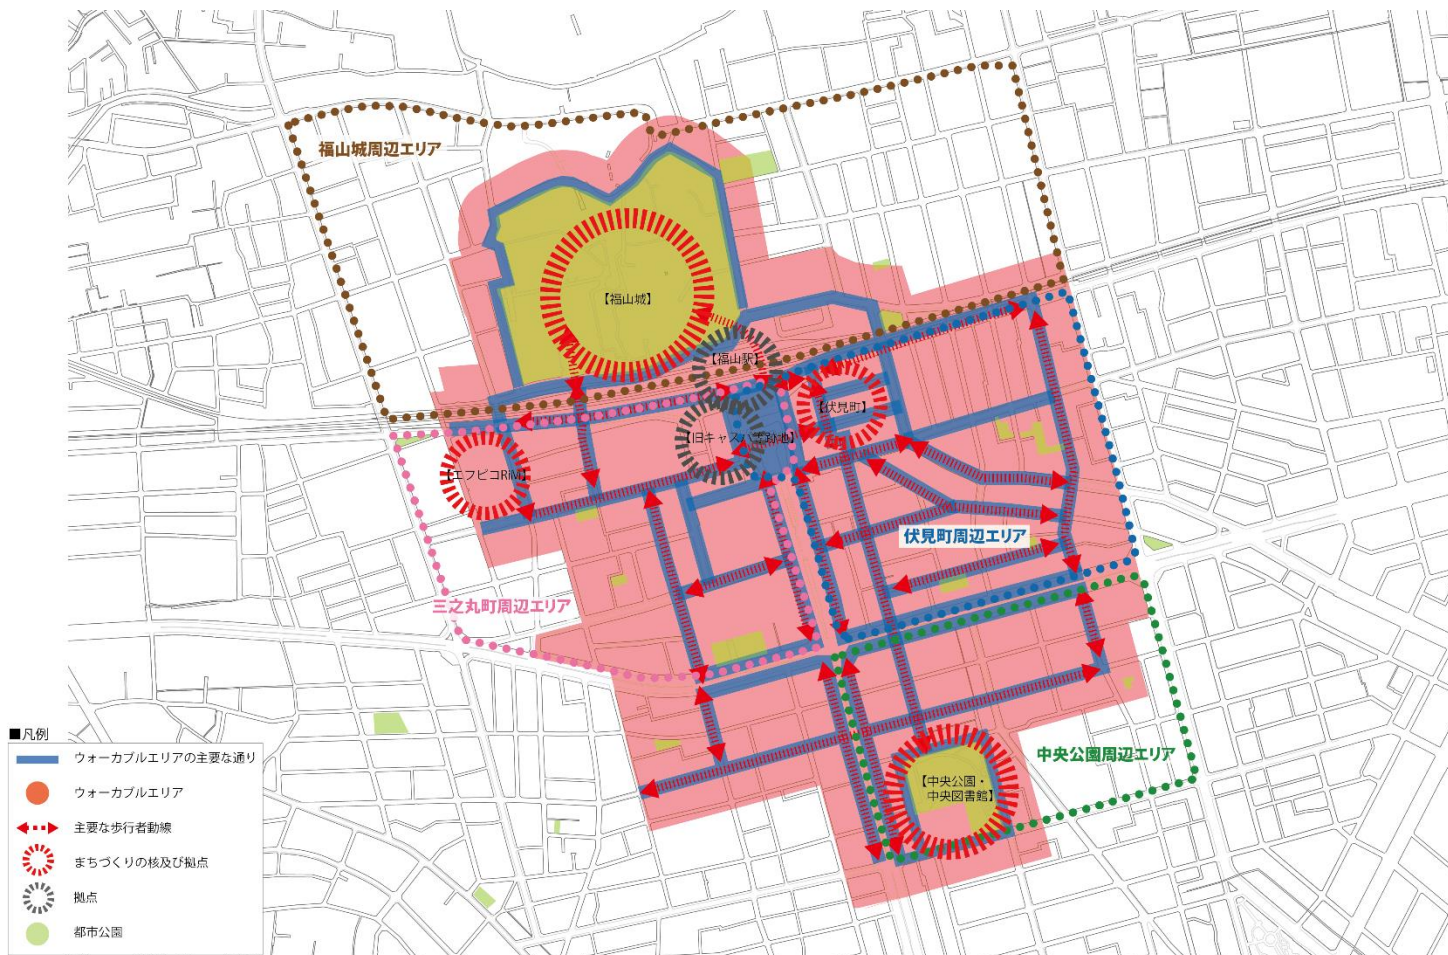 福山城周辺エリア
【福山城】
【福山駅】
【伏見町】
【旧キャスパ等跡地】
【エフピコRiM】
伏見町周辺エリア
三之丸町周辺エリア
中央公園周辺エリア
【中央公園・
中央図書館】
■凡例
ウォーカブルエリアの主要な通り
ウォーカブルエリア
主要な歩行者動線
まちづくりの核及び拠点
拠点
都市公園